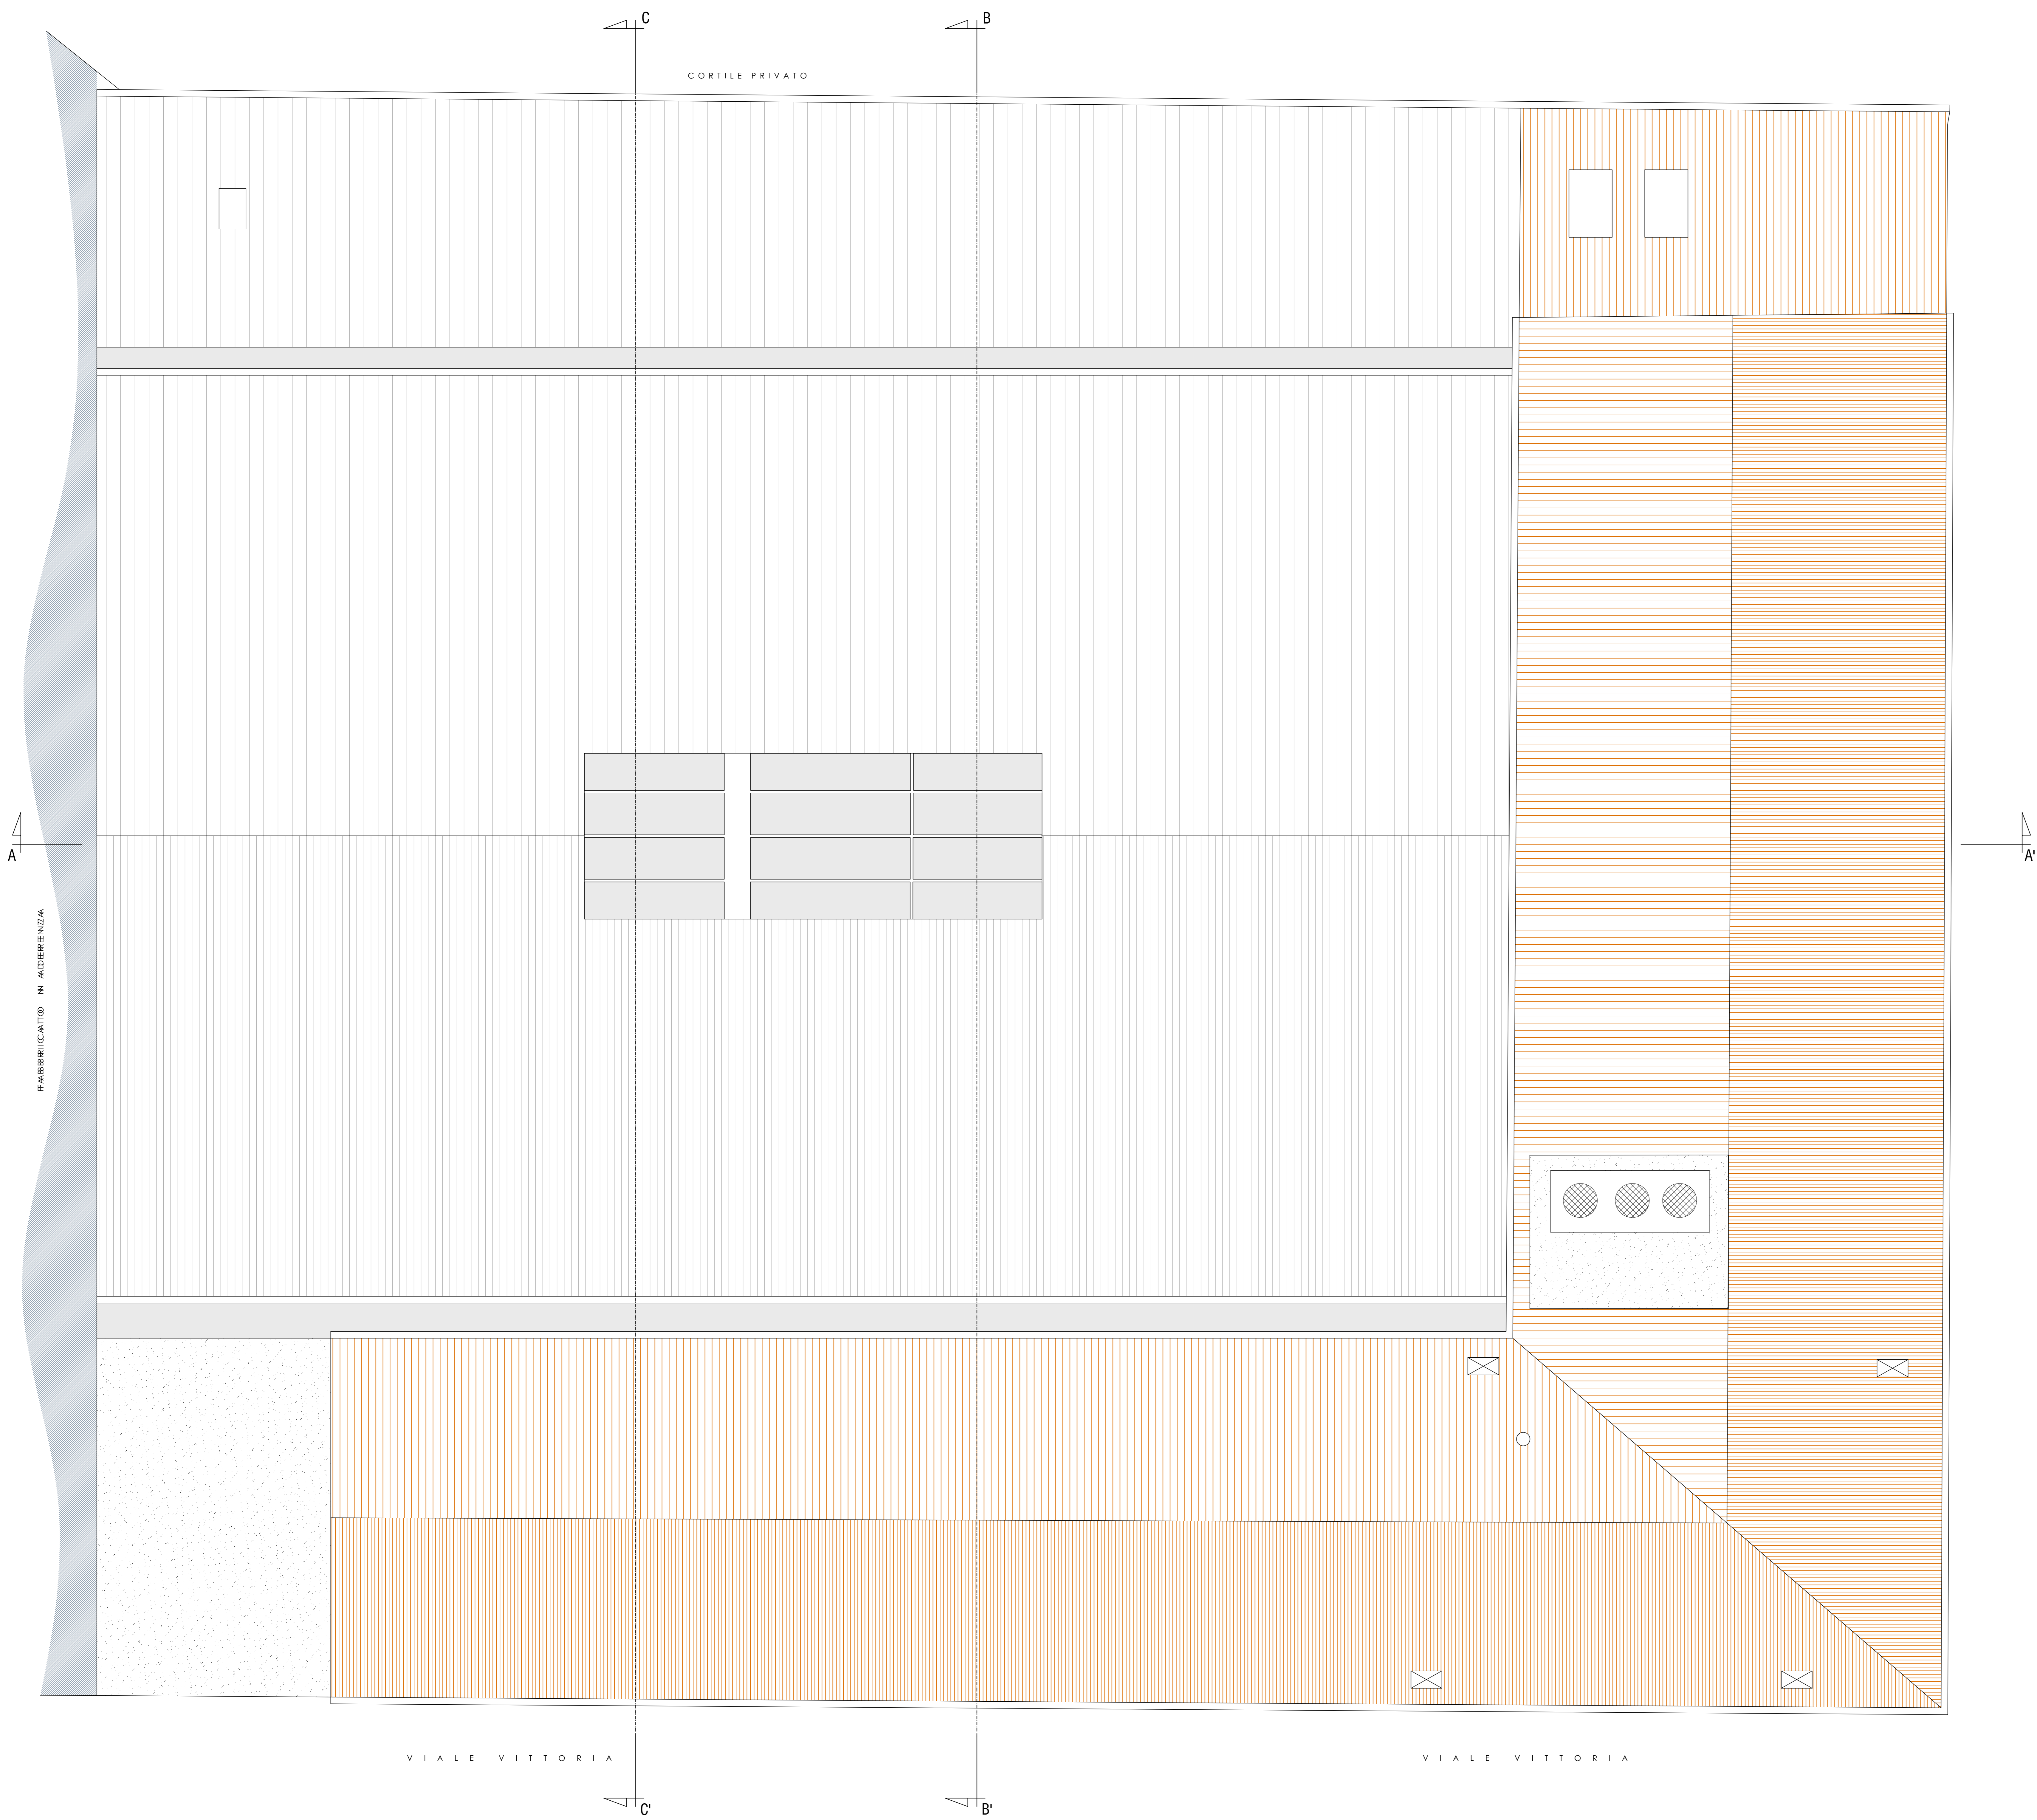 C
B
CORTILE PRIVATO
A
A'
FABBRICATO IN ADERENZA
VIALE VITTORIA
VIALE VITTORIA
C'
B'